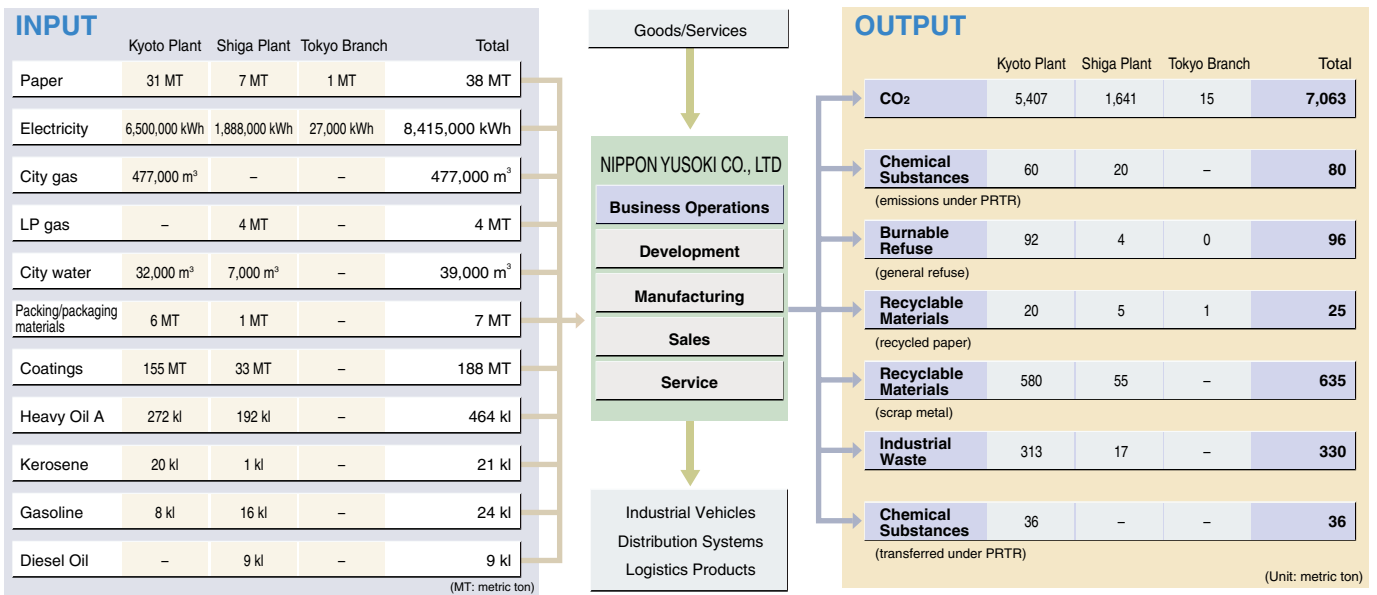 INPUT
Kyoto Plant Shiga Plant Tokyo Branch Total
Paper 31 MT 7 MT 1 MT 38 MT
Electricity 6,500,000 kWh 1,888,000 kWh 27,000 kWh 8,415,000 kWh
City gas 477,000 m³ – – 477,000 m³
LP gas – 4 MT – 4 MT
City water 32,000 m³ 7,000 m³ – 39,000 m³
Packing/packaging
materials 6 MT 1 MT – 7 MT
Coatings 155 MT 33 MT – 188 MT
Heavy Oil A 272 kl 192 kl – 464 kl
Kerosene 20 kl 1 kl – 21 kl
Gasoline 8 kl 16 kl – 24 kl
Diesel Oil – 9 kl – 9 kl
(MT: metric ton)
Goods/Services
NIPPON YUSOKI CO., LTD
Business Operations
Development
Manufacturing
Sales
Service
Industrial Vehicles
Distribution Systems
Logistics Products
OUTPUT
Kyoto Plant Shiga Plant Tokyo Branch Total
CO₂ 5,407 1,641 15 7,063
Chemical
Substances 60 20 – 80
(emissions under PRTR)
Burnable
Refuse 92 4 0 96
(general refuse)
Recyclable
Materials 20 5 1 25
(recycled paper)
Recyclable
Materials 580 55 – 635
(scrap metal)
Industrial
Waste 313 17 – 330
Chemical
Substances 36 – – 36
(transferred under PRTR)
(Unit: metric ton)